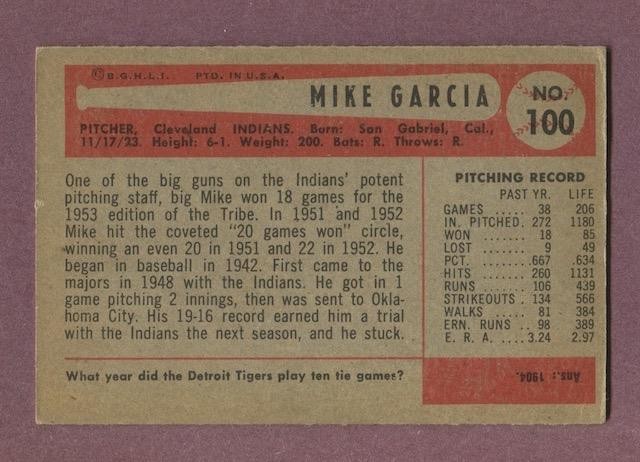 © B.G.H.L.I. PTD. IN U.S.A.
MIKE GARCIA
NO.
100
PITCHER, Cleveland INDIANS. Born: San Gabriel, Cal.,
11/17/23. Height: 6-1. Weight: 200. Bats: R. Throws: R.
One of the big guns on the Indians' potent
pitching staff, big Mike won 18 games for the
1953 edition of the Tribe. In 1951 and 1952
Mike hit the coveted "20 games won" circle,
winning an even 20 in 1951 and 22 in 1952. He
began in baseball in 1942. First came to the
majors in 1948 with the Indians. He got in 1
game pitching 2 innings, then was sent to Okla-
homa City. His 19-16 record earned him a trial
with the Indians the next season, and he stuck.
What year did the Detroit Tigers play ten tie games?
PITCHING RECORD
PAST YR. LIFE
GAMES ..... 38 206
IN. PITCHED. 272 1180
WON ...... 18 85
LOST ...... 9 49
PCT. ..... .667 .634
HITS ..... 260 1131
RUNS ..... 106 439
STRIKEOUTS . 134 566
WALKS .... 81 384
ERN. RUNS .. 98 389
E. R. A. ....3.24 2.97
Ans.: 1904.